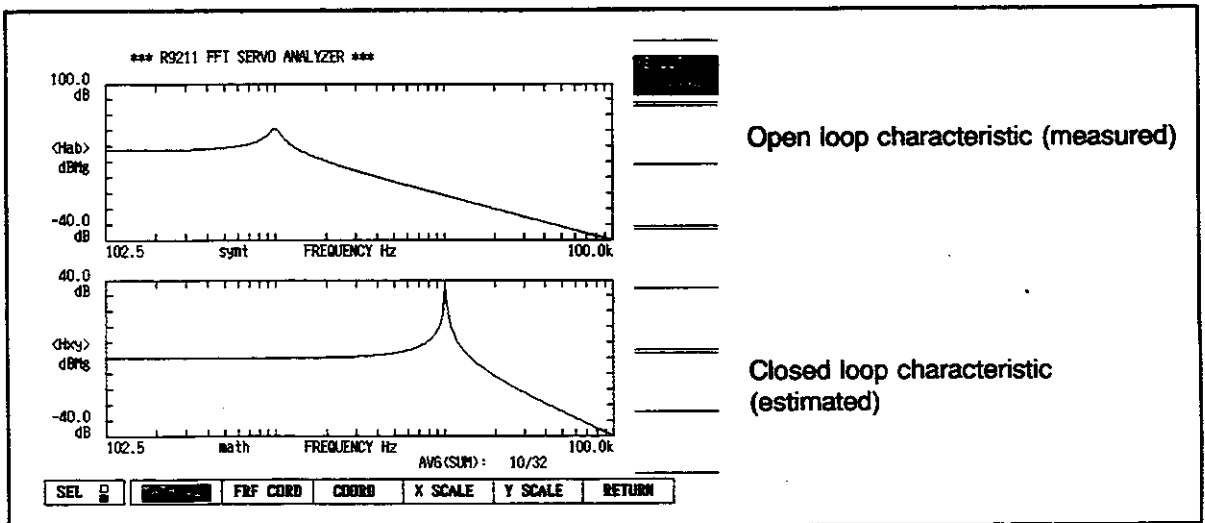 *** R9211 FFT SERVO ANALYZER ***
100.0
dB
<Hab>
dBMg
-40.0
dB
102.5 symt FREQUENCY Hz 100.0k
40.0
dB
<Hxy>
dBMg
-40.0
dB
102.5 math FREQUENCY Hz 100.0k
AVG(SUM): 10/32
SEL FRF CORD COORD X SCALE Y SCALE RETURN
Open loop characteristic (measured)
Closed loop characteristic
(estimated)